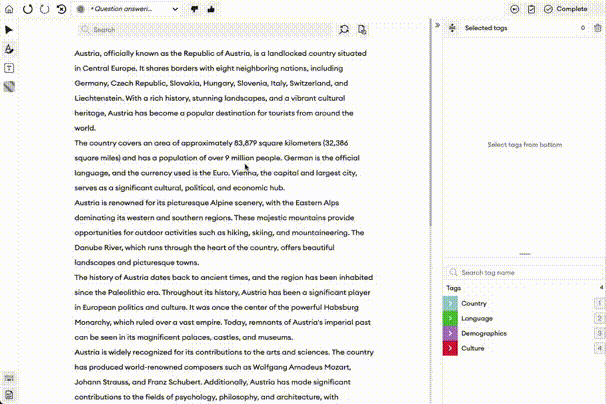 *Question answeri...
Complete
Search
Selected tags
0
Austria, officially known as the Republic of Austria, is a landlocked country situated
in Central Europe. It shares borders with eight neighboring nations, including
Germany, Czech Republic, Slovakia, Hungary, Slovenia, Italy, Switzerland, and
Liechtenstein. With a rich history, stunning landscapes, and a vibrant cultural
heritage, Austria has become a popular destination for tourists from around the
world.
The country covers an area of approximately 83,879 square kilometers (32,386
square miles) and has a population of over 9 million people. German is the official
language, and the currency used is the Euro. Vienna, the capital and largest city,
serves as a significant cultural, political, and economic hub.
Austria is renowned for its picturesque Alpine scenery, with the Eastern Alps
dominating its western and southern regions. These majestic mountains provide
opportunities for outdoor activities such as hiking, skiing, and mountaineering. The
Danube River, which runs through the heart of the country, offers beautiful
landscapes and picturesque towns.
The history of Austria dates back to ancient times, and the region has been inhabited
since the Paleolithic era. Throughout its history, Austria has been a significant player
in European politics and culture. It was once the center of the powerful Habsburg
Monarchy, which ruled over a vast empire. Today, remnants of Austria's imperial past
can be seen in its magnificent palaces, castles, and museums.
Austria is widely recognized for its contributions to the arts and sciences. The country
has produced world-renowned composers such as Wolfgang Amadeus Mozart,
Johann Strauss, and Franz Schubert. Additionally, Austria has made significant
contributions to the fields of psychology, philosophy, and architecture, with
Select tags from bottom
Search tag name
Tags
4
Country
1
Language
2
Demographics
3
Culture
4